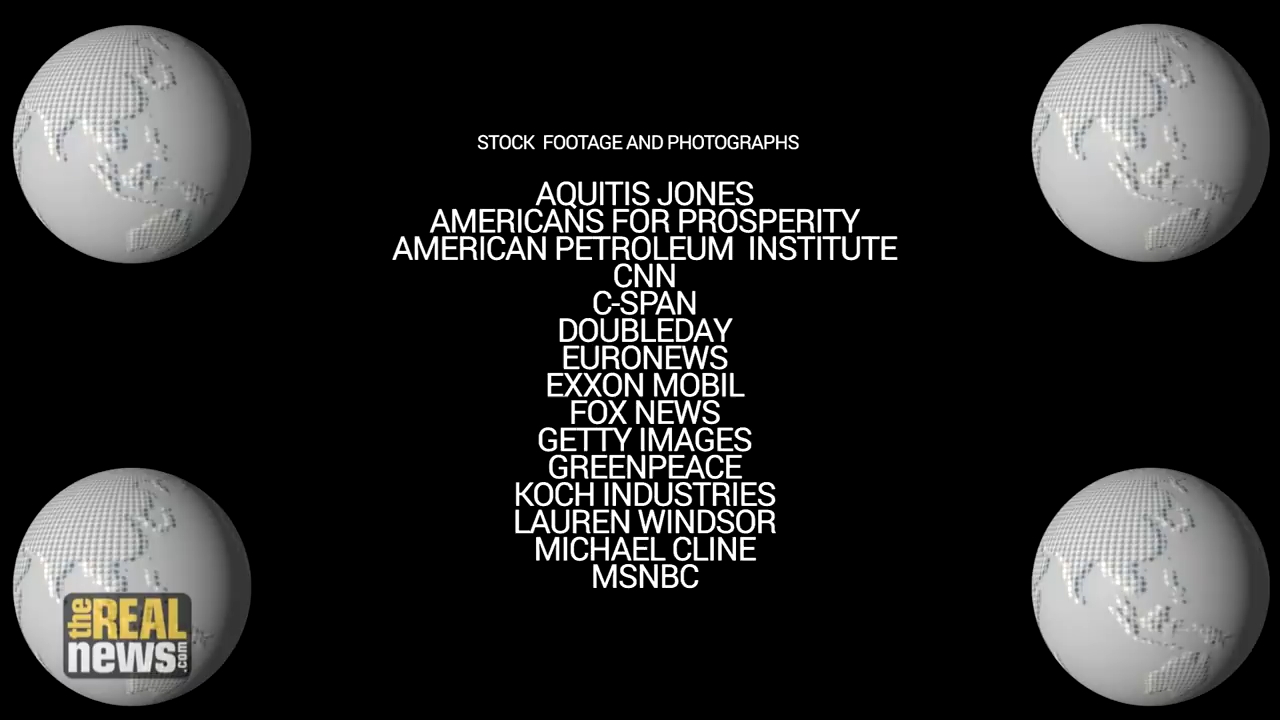 STOCK FOOTAGE AND PHOTOGRAPHS
AQUITIS JONES
AMERICANS FOR PROSPERITY
AMERICAN PETROLEUM INSTITUTE
CNN
C-SPAN
DOUBLEDAY
EURONEWS
EXXON MOBIL
FOX NEWS
GETTY IMAGES
GREENPEACE
KOCH INDUSTRIES
LAUREN WINDSOR
MICHAEL CLINE
MSNBC
the REAL
news.com